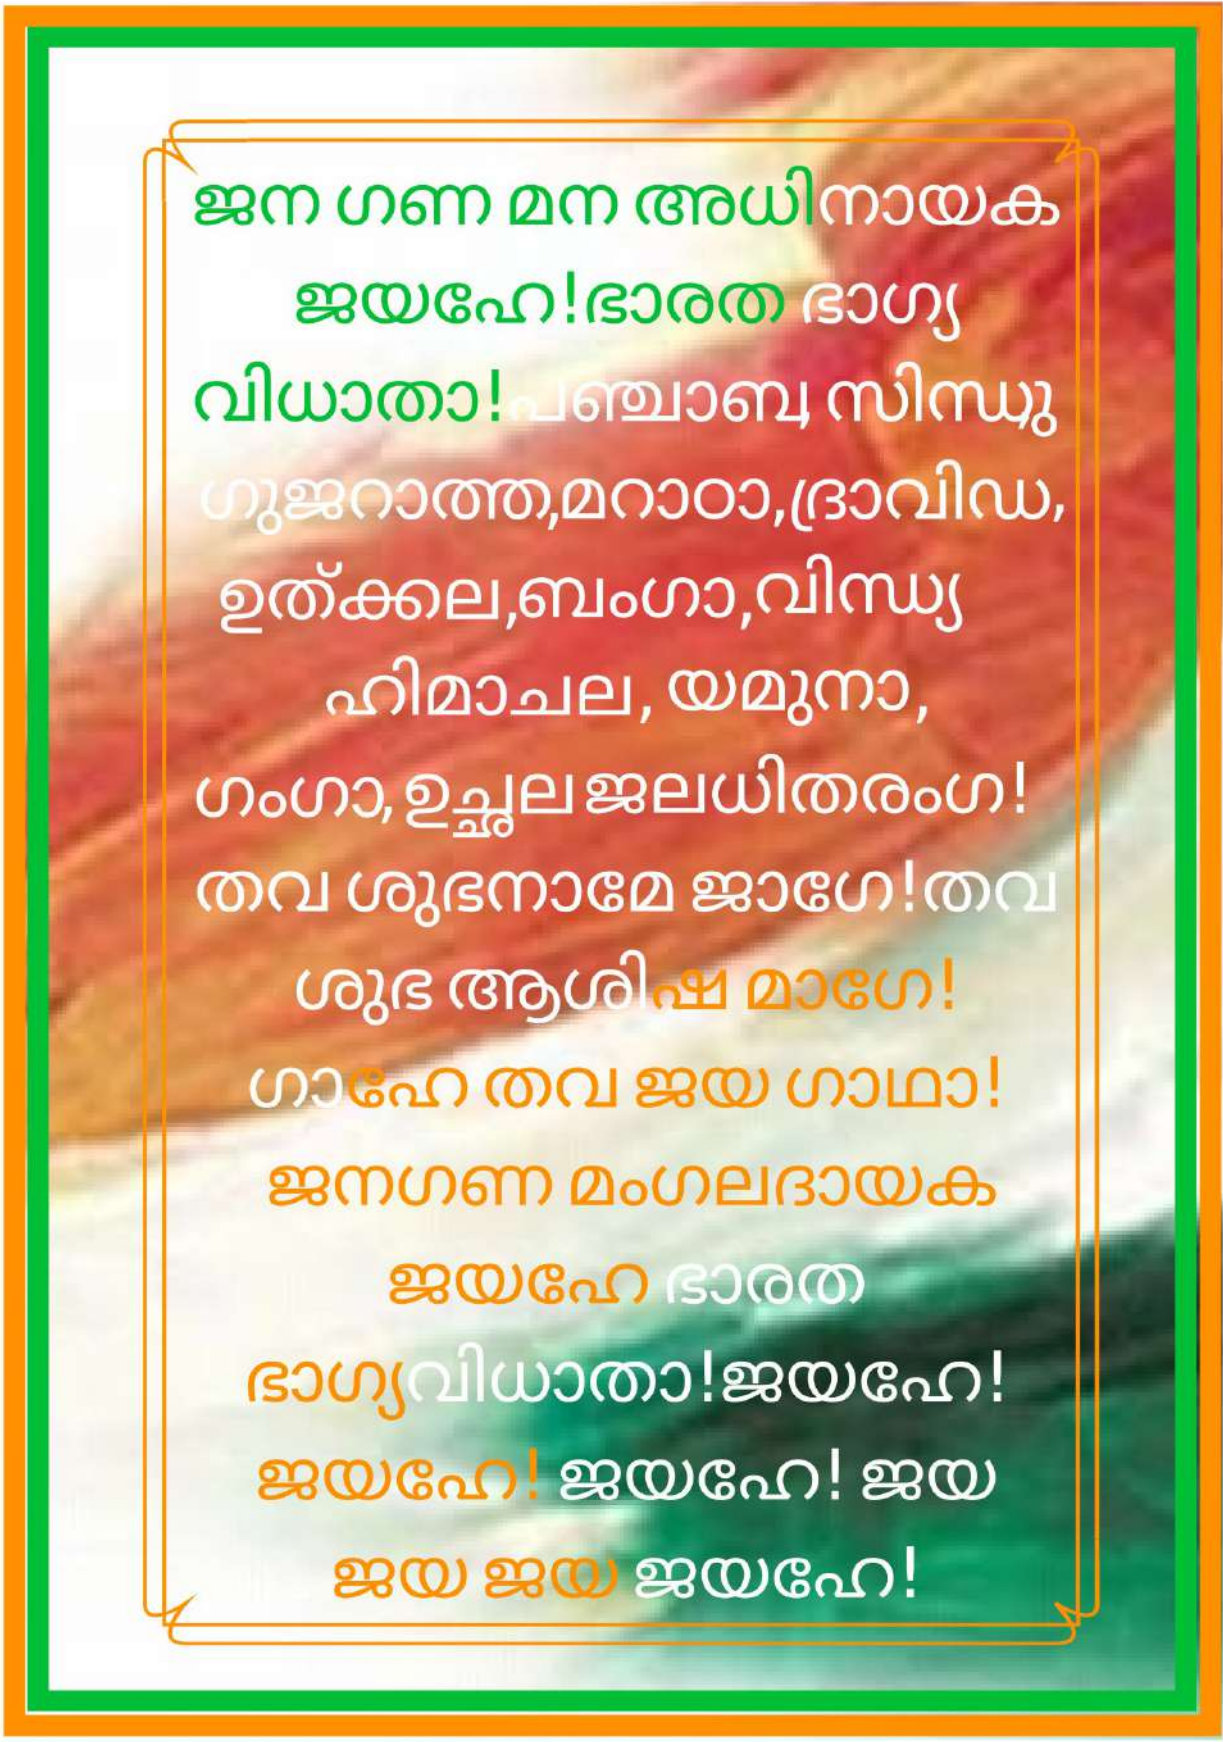 ജന ഗണ മന അധിനായക
ജയഹേ!ഭാരത ഭാഗ്യ
വിധാതാ! പഞ്ചാബ, സിന്ധു
ഗുജറാത്ത,മറാഠാ,ദ്രാവിഡ,
ഉത്ക്കല,ബംഗാ,വിന്ധ്യ
ഹിമാചല, യമുനാ,
ഗംഗാ,ഉച്ഛല ജലധിതരംഗ!
തവ ശുഭനാമേ ജാഗേ!തവ
ശുഭ ആശിഷ മാഗേ!
ഗാഹേ തവ ജയ ഗാഥാ!
ജനഗണ മംഗലദായക
ജയഹേ ഭാരത
ഭാഗ്യവിധാതാ!ജയഹേ!
ജയഹേ! ജയഹേ! ജയ
ജയ ജയ ജയഹേ!